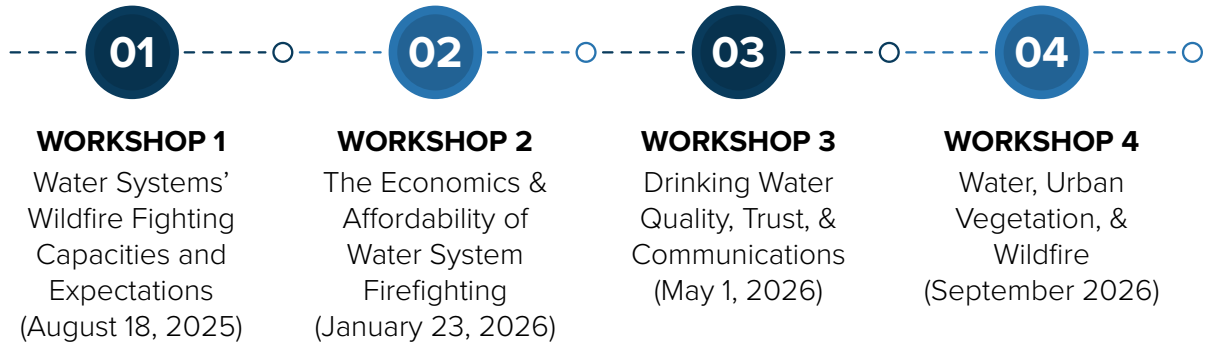 01
02
03
04
WORKSHOP 1
Water Systems’
Wildfire Fighting
Capacities and
Expectations
(August 18, 2025)
WORKSHOP 2
The Economics &
Affordability of
Water System
Firefighting
(January 23, 2026)
WORKSHOP 3
Drinking Water
Quality, Trust, &
Communications
(May 1, 2026)
WORKSHOP 4
Water, Urban
Vegetation, &
Wildfire
(September 2026)